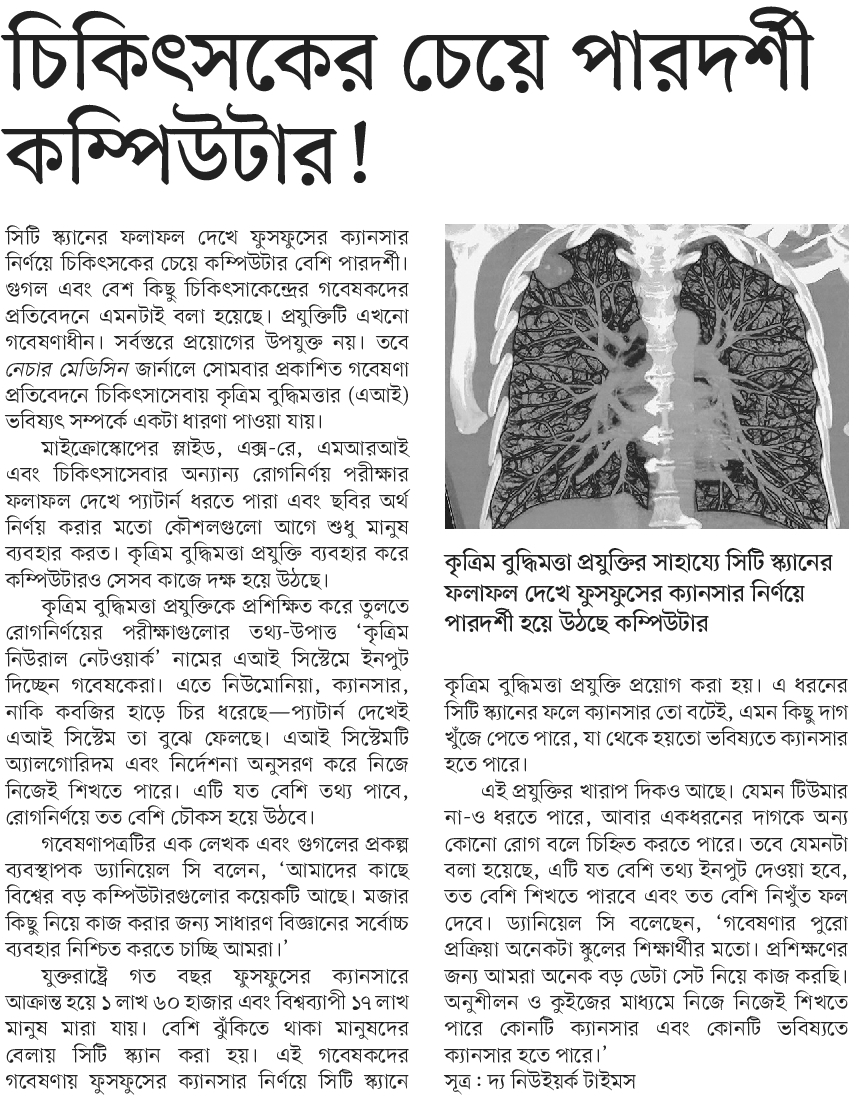 চিকিৎসকের চেয়ে পারদর্শী
কম্পিউটার!
সিটি স্ক্যানের ফলাফল দেখে ফুসফুসের ক্যানসার
নির্ণয়ে চিকিৎসকের চেয়ে কম্পিউটার বেশি পারদর্শী।
গুগল এবং বেশ কিছু চিকিৎসাকেন্দ্রের গবেষকদের
প্রতিবেদনে এমনটাই বলা হয়েছে। প্রযুক্তিটি এখনো
গবেষণাধীন। সর্বস্তরে প্রয়োগের উপযুক্ত নয়। তবে
নেচার মেডিসিন জার্নালে সোমবার প্রকাশিত গবেষণা
প্রতিবেদনে চিকিৎসাসেবায় কৃত্রিম বুদ্ধিমত্তার (এআই)
ভবিষ্যৎ সম্পর্কে একটা ধারণা পাওয়া যায়।
মাইক্রোস্কোপের স্লাইড, এক্স-রে, এমআরআই
এবং চিকিৎসাসেবার অন্যান্য রোগনির্ণয় পরীক্ষার
ফলাফল দেখে প্যাটার্ন ধরতে পারা এবং ছবির অর্থ
নির্ণয় করার মতো কৌশলগুলো আগে শুধু মানুষ
ব্যবহার করত। কৃত্রিম বুদ্ধিমত্তা প্রযুক্তি ব্যবহার করে
কম্পিউটারও সেসব কাজে দক্ষ হয়ে উঠছে।
কৃত্রিম বুদ্ধিমত্তা প্রযুক্তিকে প্রশিক্ষিত করে তুলতে
রোগনির্ণয়ের পরীক্ষাগুলোর তথ্য-উপাত্ত ‘কৃত্রিম
নিউরাল নেটওয়ার্ক’ নামের এআই সিস্টেমে ইনপুট
দিচ্ছেন গবেষকেরা। এতে নিউমোনিয়া, ক্যানসার,
নাকি কবজির হাড়ে চির ধরেছে—প্যাটার্ন দেখেই
এআই সিস্টেম তা বুঝে ফেলছে। এআই সিস্টেমটি
অ্যালগোরিদম এবং নির্দেশনা অনুসরণ করে নিজে
নিজেই শিখতে পারে। এটি যত বেশি তথ্য পাবে,
রোগনির্ণয়ে তত বেশি চৌকস হয়ে উঠবে।
গবেষণাপত্রটির এক লেখক এবং গুগলের প্রকল্প
ব্যবস্থাপক ড্যানিয়েল সি বলেন, ‘আমাদের কাছে
বিশ্বের বড় কম্পিউটারগুলোর কয়েকটি আছে। মজার
কিছু নিয়ে কাজ করার জন্য সাধারণ বিজ্ঞানের সর্বোচ্চ
ব্যবহার নিশ্চিত করতে চাচ্ছি আমরা।’
যুক্তরাষ্ট্রে গত বছর ফুসফুসের ক্যানসারে
আক্রান্ত হয়ে ১ লাখ ৬০ হাজার এবং বিশ্বব্যাপী ১৭ লাখ
মানুষ মারা যায়। বেশি ঝুঁকিতে থাকা মানুষদের
বেলায় সিটি স্ক্যান করা হয়। এই গবেষকদের
গবেষণায় ফুসফুসের ক্যানসার নির্ণয়ে সিটি স্ক্যানে
কৃত্রিম বুদ্ধিমত্তা প্রযুক্তির সাহায্যে সিটি স্ক্যানের
ফলাফল দেখে ফুসফুসের ক্যানসার নির্ণয়ে
পারদর্শী হয়ে উঠছে কম্পিউটার
কৃত্রিম বুদ্ধিমত্তা প্রযুক্তি প্রয়োগ করা হয়। এ ধরনের
সিটি স্ক্যানের ফলে ক্যানসার তো বটেই, এমন কিছু দাগ
খুঁজে পেতে পারে, যা থেকে হয়তো ভবিষ্যতে ক্যানসার
হতে পারে।
এই প্রযুক্তির খারাপ দিকও আছে। যেমন টিউমার
না-ও ধরতে পারে, আবার একধরনের দাগকে অন্য
কোনো রোগ বলে চিহ্নিত করতে পারে। তবে যেমনটা
বলা হয়েছে, এটি যত বেশি তথ্য ইনপুট দেওয়া হবে,
তত বেশি শিখতে পারবে এবং তত বেশি নিখুঁত ফল
দেবে। ড্যানিয়েল সি বলেছেন, ‘গবেষণার পুরো
প্রক্রিয়া অনেকটা স্কুলের শিক্ষার্থীর মতো। প্রশিক্ষণের
জন্য আমরা অনেক বড় ডেটা সেট নিয়ে কাজ করছি।
অনুশীলন ও কুইজের মাধ্যমে নিজে নিজেই শিখতে
পারে কোনটি ক্যানসার এবং কোনটি ভবিষ্যতে
ক্যানসার হতে পারে।’
সূত্র : দ্য নিউইয়র্ক টাইমস